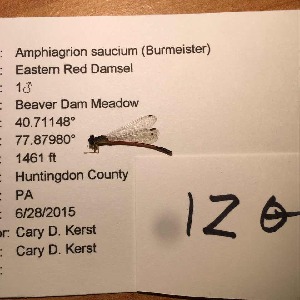 : Amphiagrion saucium (Burmeister)
: Eastern Red Damsel
: 1♂
: Beaver Dam Meadow
: 40.71148°
: 77.87980°
: 1461 ft
: Huntingdon County
: PA
: 6/28/2015
or: Cary D. Kerst
: Cary D. Kerst
:
120